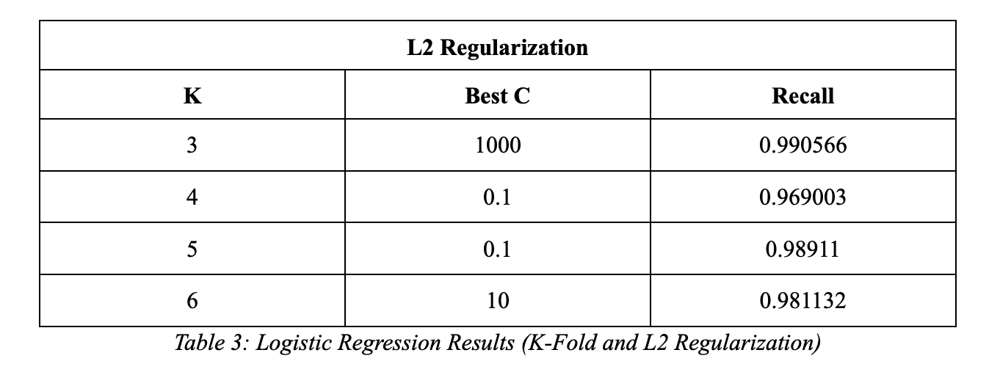 L2 Regularization
K Best C Recall
3 1000 0.990566
4 0.1 0.969003
5 0.1 0.98911
6 10 0.981132
Table 3: Logistic Regression Results (K-Fold and L2 Regularization)